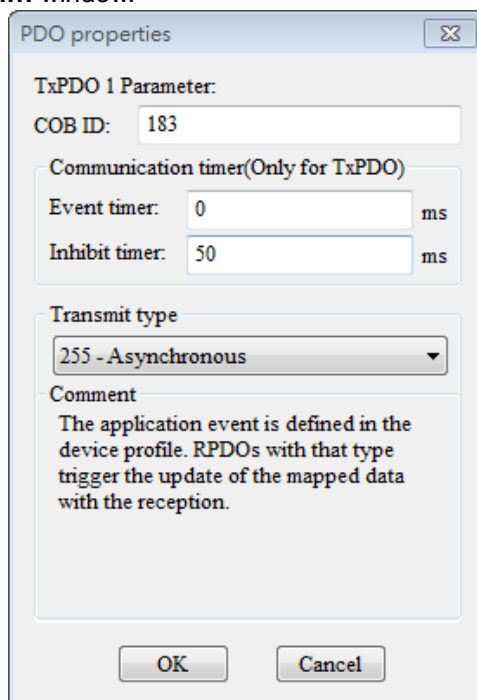 window
PDO properties
TxPDO 1 Parameter:
COB ID: 183
Communication timer(Only for TxPDO)
Event timer: 0 ms
Inhibit timer: 50 ms
Transmit type
255 - Asynchronous
Comment
The application event is defined in the
device profile. RPDOs with that type
trigger the update of the mapped data
with the reception.
OK Cancel